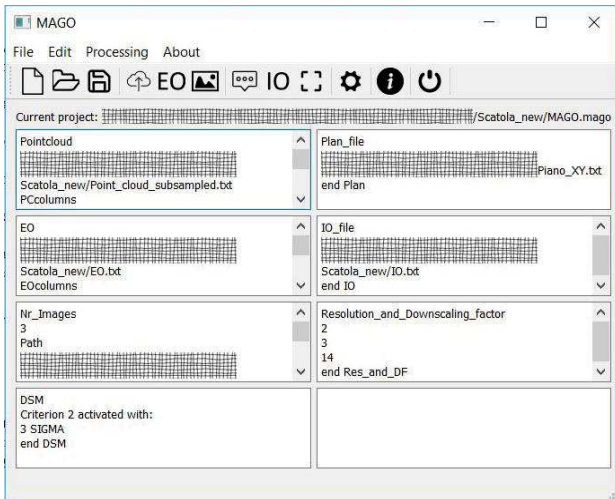 MAGO
File Edit Processing About
EO IO
Current project: /Scatola_new/MAGO.mago
Pointcloud
Scatola_new/Point_cloud_subsampled.txt
PCcolumns
Plan_file
Piano_XY.txt
end Plan
EO
Scatola_new/EO.txt
EOcolumns
IO_file
Scatola_new/IO.txt
end IO
Nr_Images
3
Path
Resolution_and_Downscaling_factor
2
3
14
end Res_and_DF
DSM
Criterion 2 activated with:
3 SIGMA
end DSM